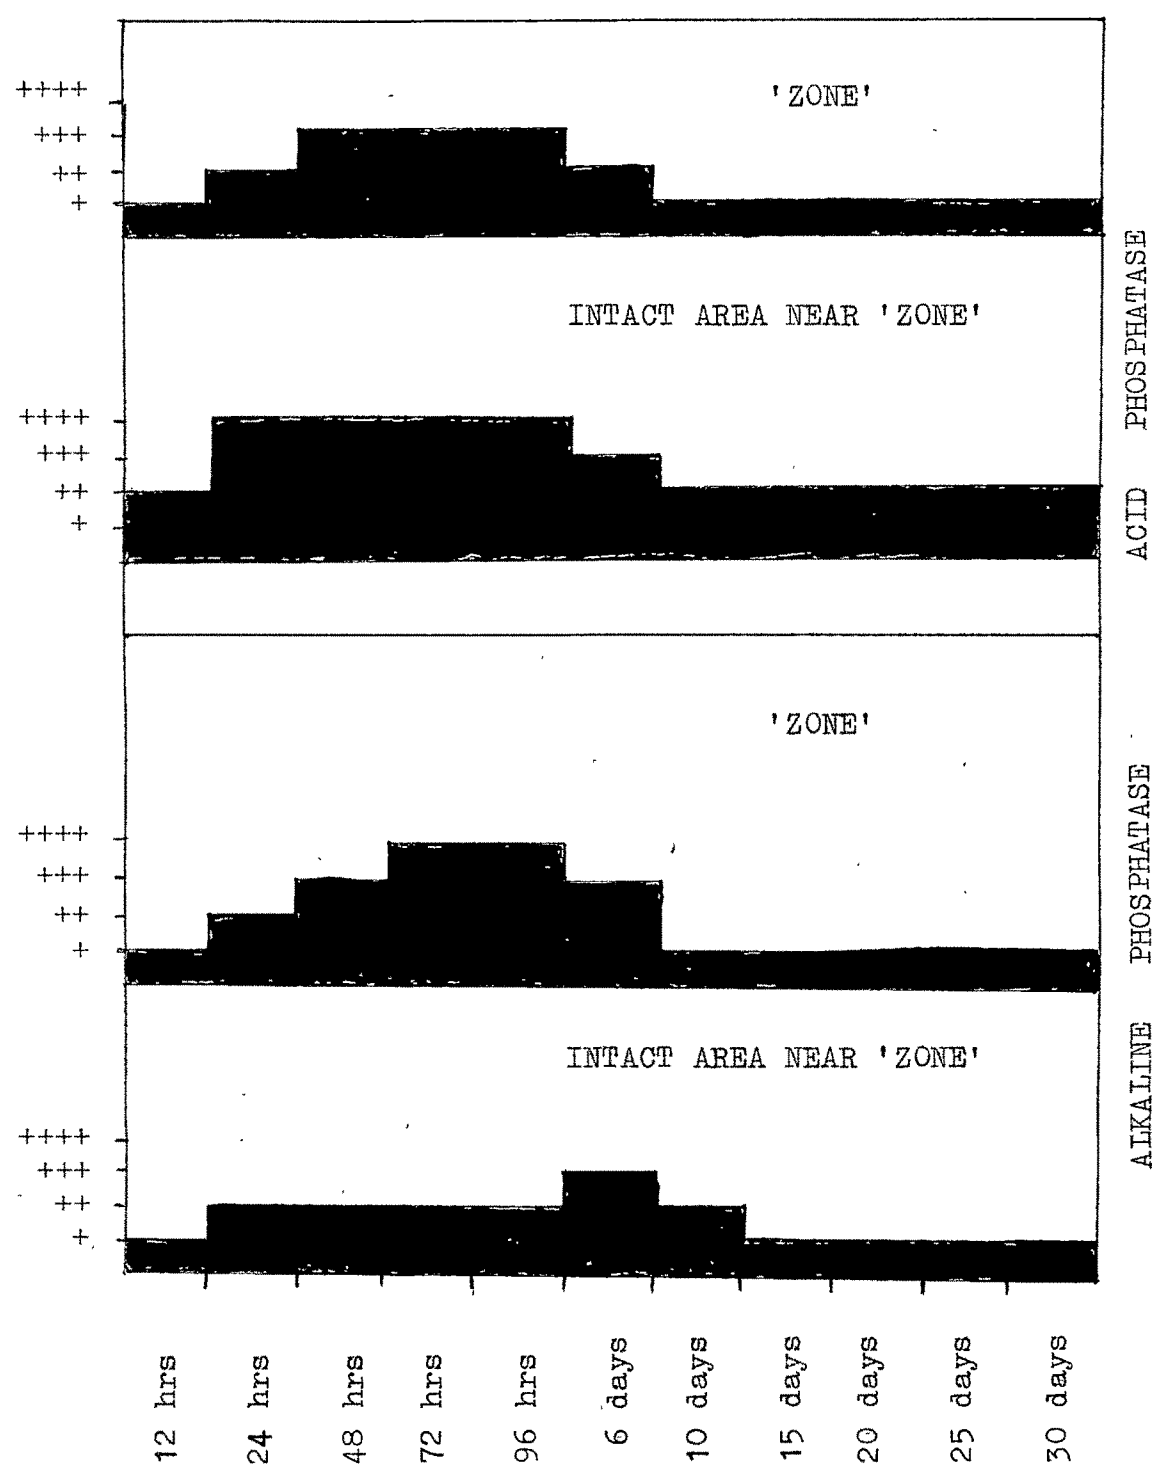 ++++
'ZONE'
+++
++
+
INTACT AREA NEAR 'ZONE'
++++
+++
++
+
ACID PHOSPHATASE
'ZONE'
++++
+++
++
+
INTACT AREA NEAR 'ZONE'
++++
+++
++
+
ALKALINE PHOSPHATASE
12 hrs
24 hrs
48 hrs
72 hrs
96 hrs
6 days
10 days
15 days
20 days
25 days
30 days